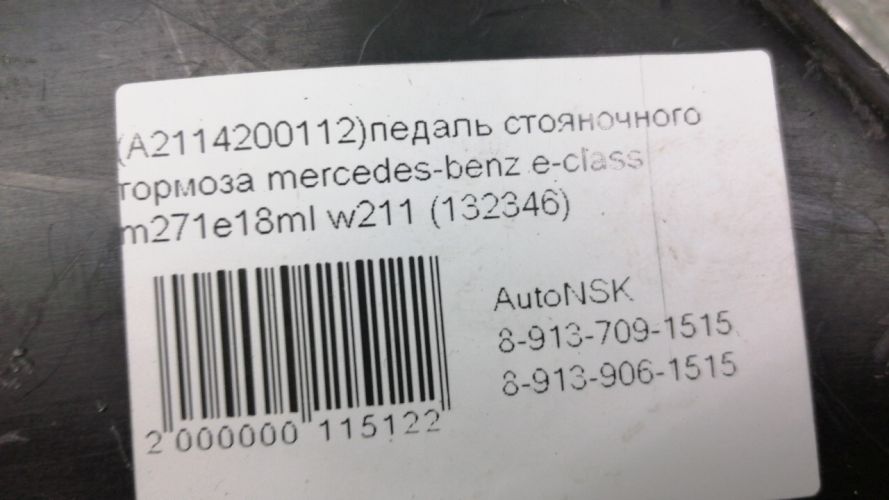 (A2114200112)педаль стояночного
тормоза mercedes-benz e-class
m271e18ml w211 (132346)
AutoNSK
8-913-709-1515
8-913-906-1515
2 000000 115122